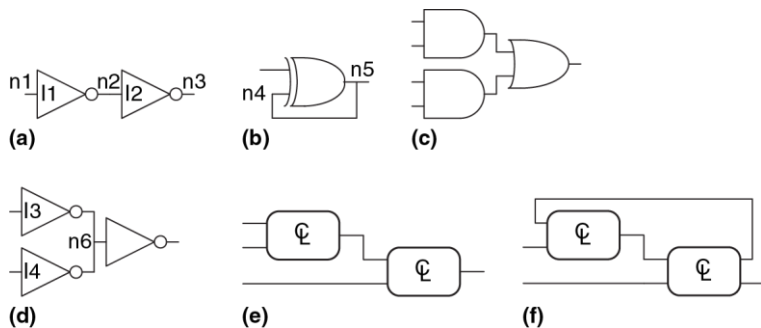 n1 I1 n2 I2 n3
(a)
n4 n5
(b)
(c)
I3
I4
n6
(d)
CL
CL
(e)
CL
CL
(f)